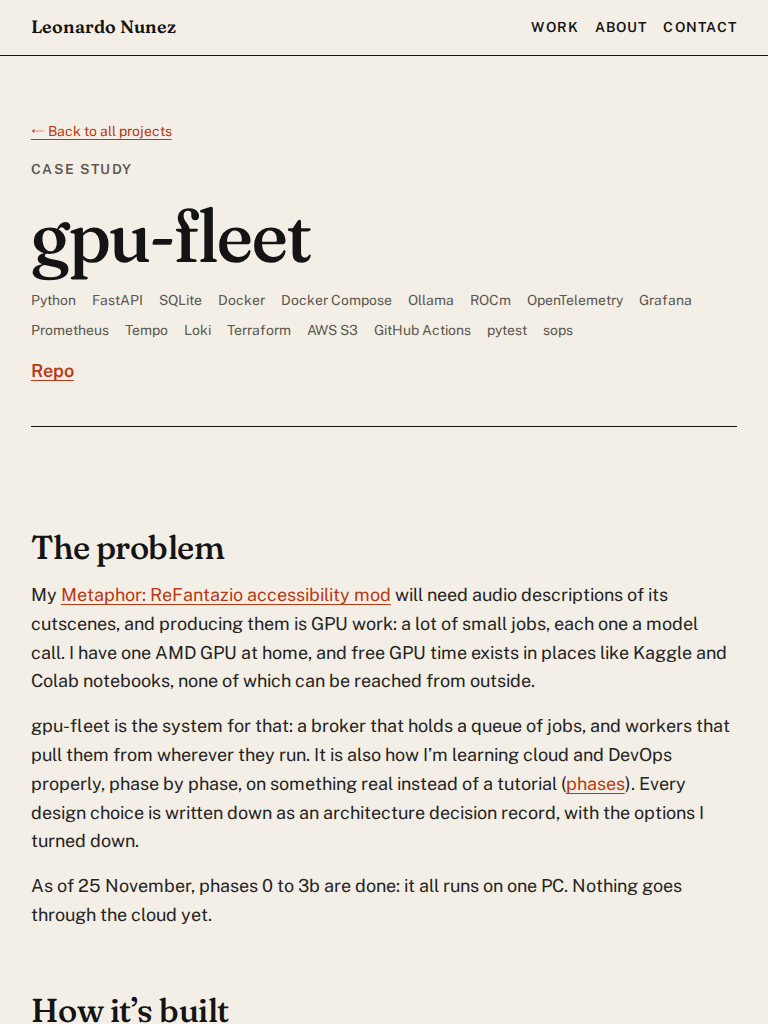 Leonardo Nunez
WORK ABOUT CONTACT
← Back to all projects
CASE STUDY
gpu-fleet
Python FastAPI SQLite Docker Docker Compose Ollama ROCm OpenTelemetry Grafana
Prometheus Tempo Loki Terraform AWS S3 GitHub Actions pytest sops
Repo
The problem
My Metaphor: ReFantazio accessibility mod will need audio descriptions of its
cutscenes, and producing them is GPU work: a lot of small jobs, each one a model
call. I have one AMD GPU at home, and free GPU time exists in places like Kaggle and
Colab notebooks, none of which can be reached from outside.
gpu-fleet is the system for that: a broker that holds a queue of jobs, and workers that
pull them from wherever they run. It is also how I’m learning cloud and DevOps
properly, phase by phase, on something real instead of a tutorial (phases). Every
design choice is written down as an architecture decision record, with the options I
turned down.
As of 25 November, phases 0 to 3b are done: it all runs on one PC. Nothing goes
through the cloud yet.
How it’s built